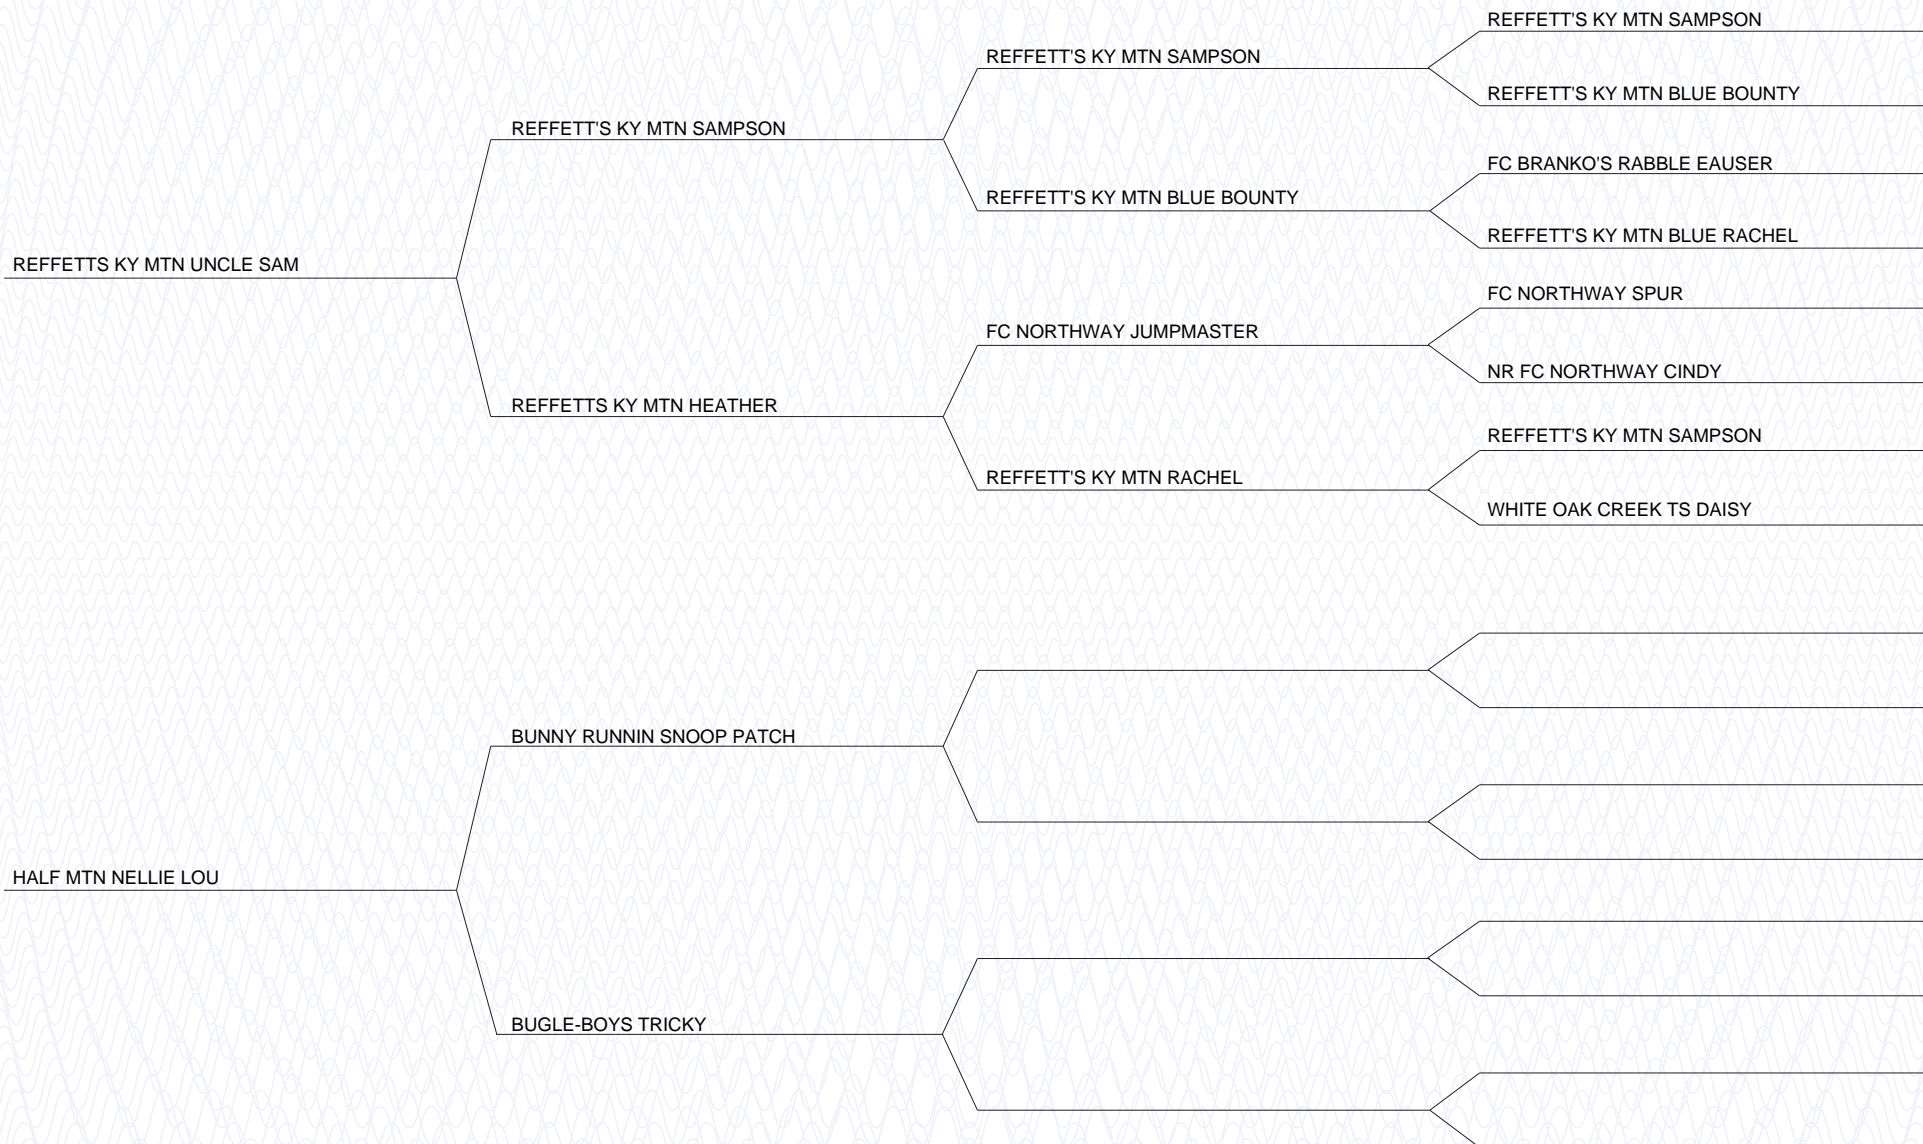 REFFETT'S KY MTN SAMPSON
REFFETT'S KY MTN SAMPSON
REFFETT'S KY MTN BLUE BOUNTY
REFFETT'S KY MTN SAMPSON
FC BRANKO'S RABBLE EAUSER
REFFETT'S KY MTN BLUE BOUNTY
REFFETT'S KY MTN BLUE RACHEL
REFFETTS KY MTN UNCLE SAM
FC NORTHWAY SPUR
FC NORTHWAY JUMPMASTER
NR FC NORTHWAY CINDY
REFFETTS KY MTN HEATHER
REFFETT'S KY MTN SAMPSON
REFFETT'S KY MTN RACHEL
WHITE OAK CREEK TS DAISY
BUNNY RUNNIN SNOOP PATCH
HALF MTN NELLIE LOU
BUGLE-BOYS TRICKY